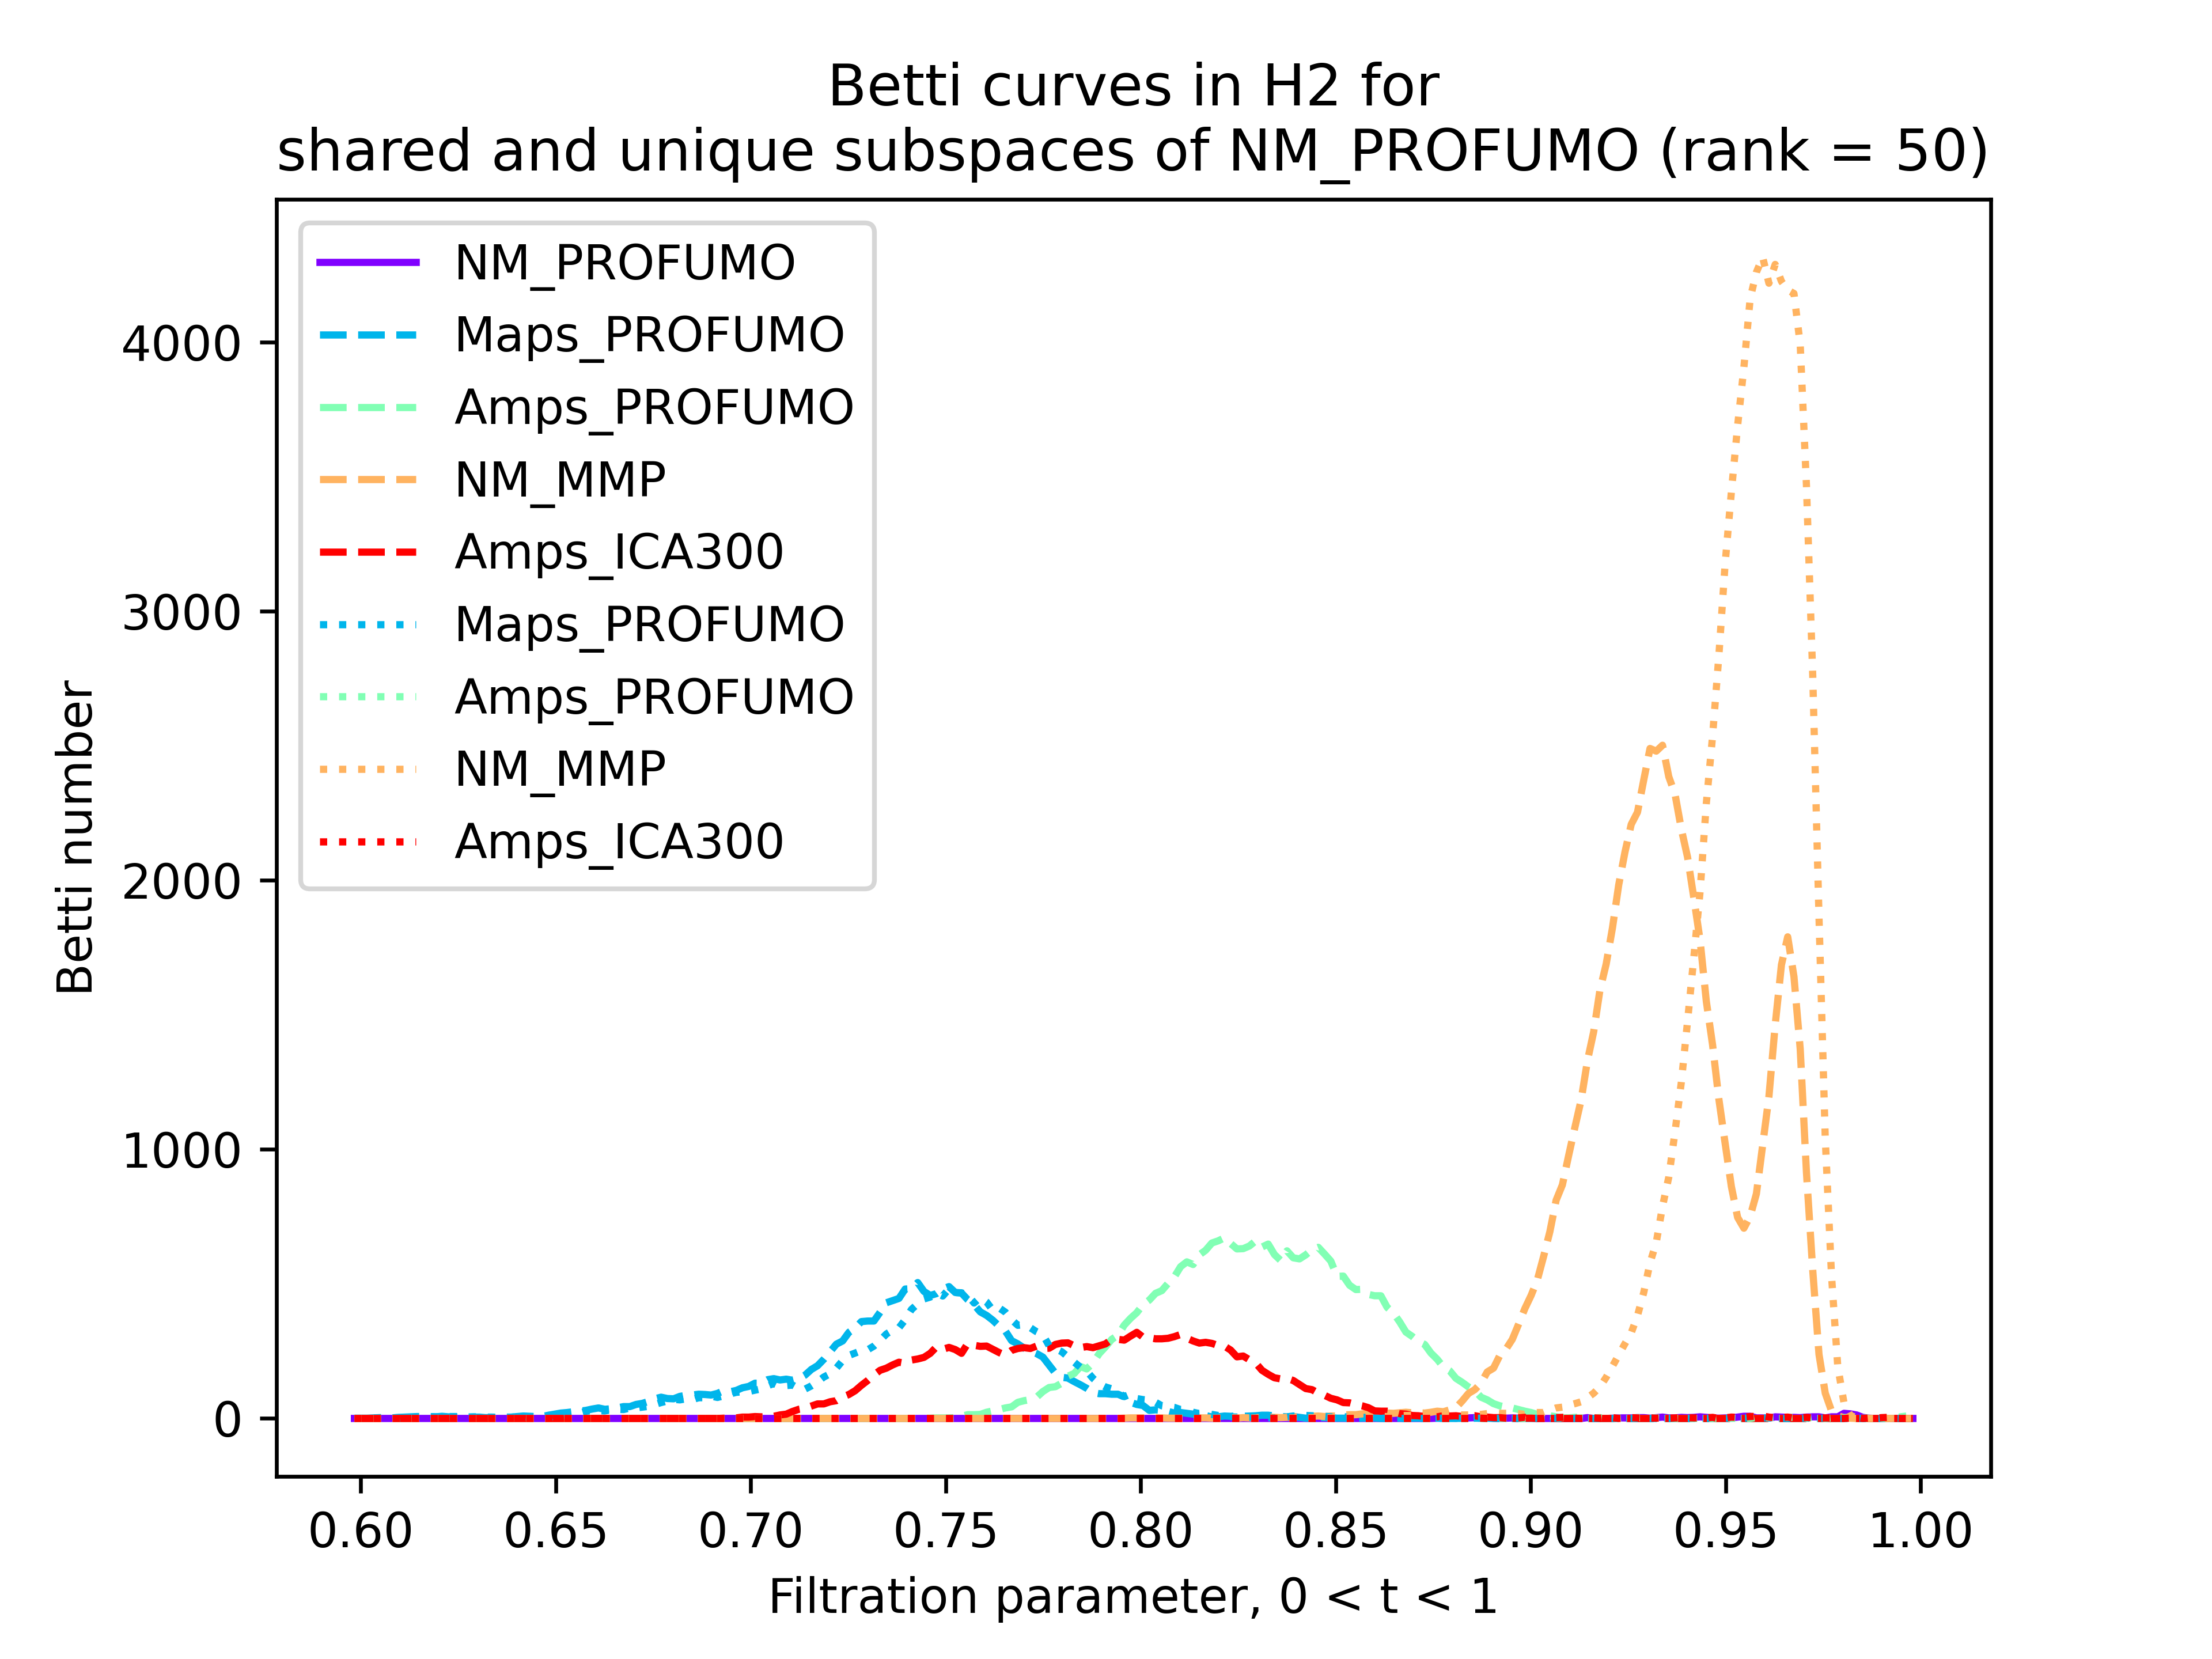 Betti curves in H2 for
shared and unique subspaces of NM_PROFUMO (rank = 50)
NM_PROFUMO
Maps_PROFUMO
Amps_PROFUMO
NM_MMP
Amps_ICA300
Maps_PROFUMO
Amps_PROFUMO
NM_MMP
Amps_ICA300
4000
3000
2000
1000
0
Betti number
0.60 0.65 0.70 0.75 0.80 0.85 0.90 0.95 1.00
Filtration parameter, 0 < t < 1